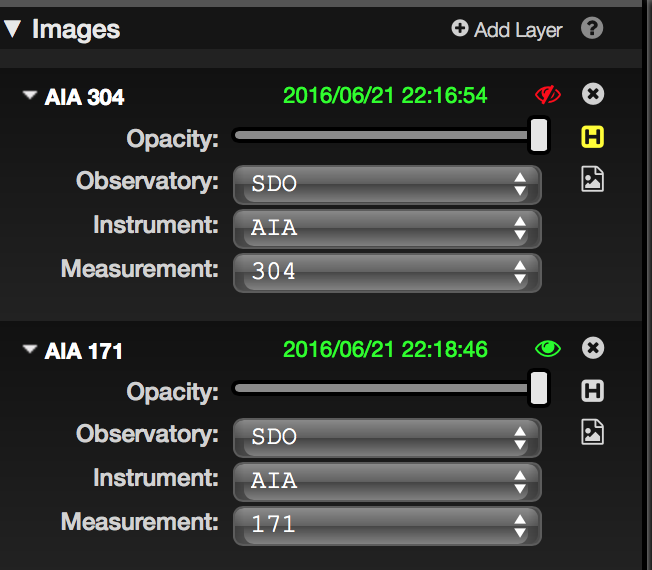 Images Add Layer ?
AIA 304 2016/06/21 22:16:54
Opacity: H
Observatory: SDO
Instrument: AIA
Measurement: 304
AIA 171 2016/06/21 22:18:46
Opacity: H
Observatory: SDO
Instrument: AIA
Measurement: 171